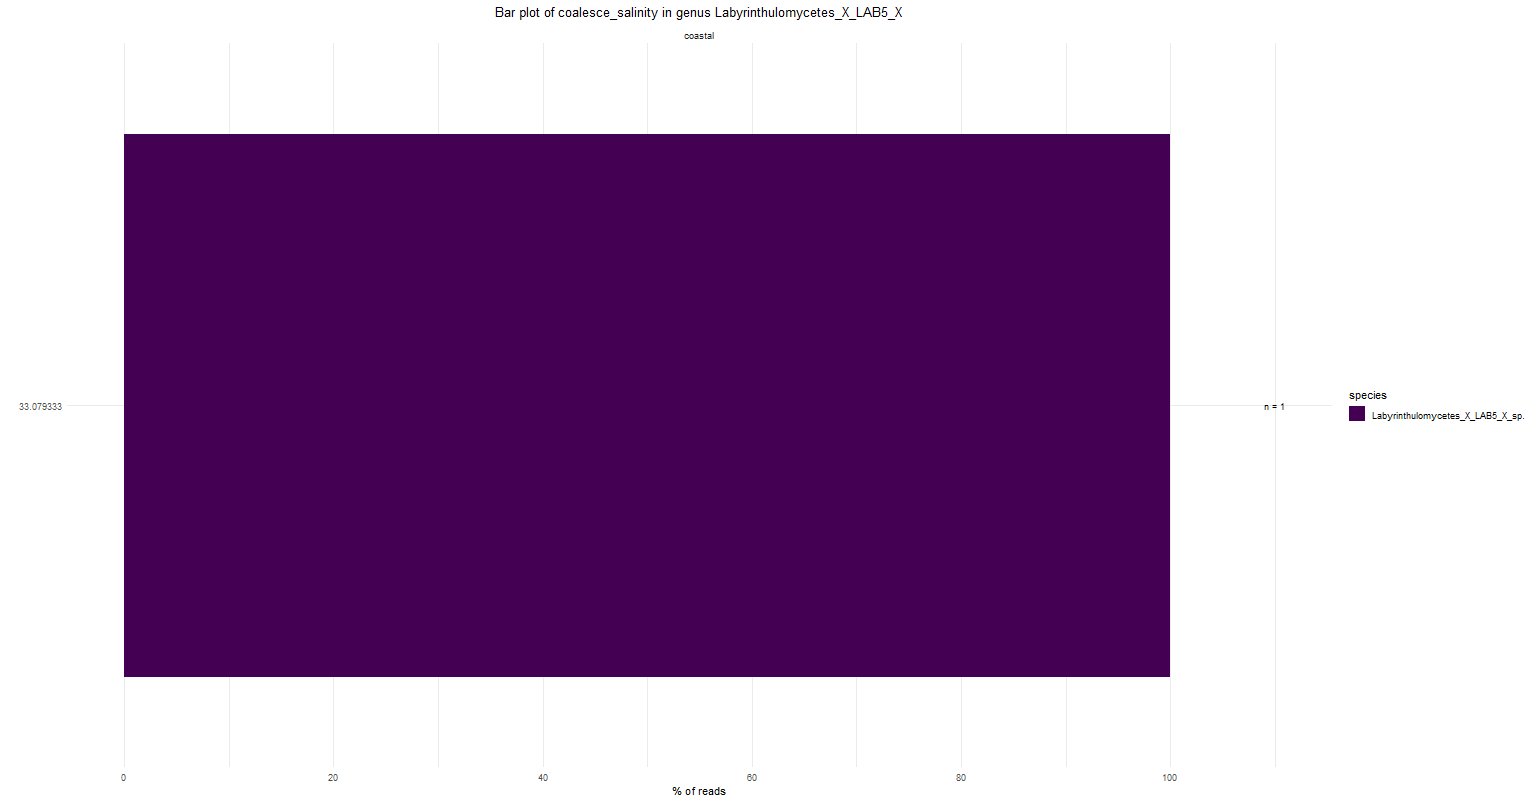 Bar plot of coalesce_salinity in genus Labyrinthulomycetes_X_LAB5_X
coastal
33.079333
n = 1
species
Labyrinthulomycetes_X_LAB5_X_sp.
0 20 40 60 80 100
% of reads